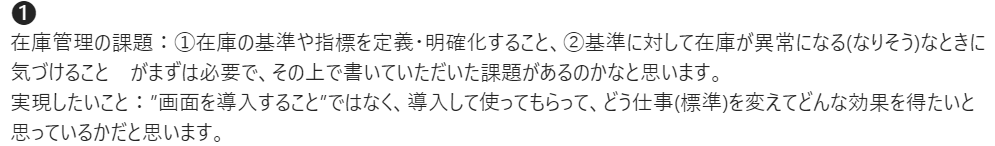 ❶
在庫管理の課題：①在庫の基準や指標を定義・明確化すること、②基準に対して在庫が異常になる(なりそう)なときに
気づけること　がまずは必要で、その上で書いていただいた課題があるのかなと思います。
実現したいこと：”画面を導入すること“ではなく、導入して使ってもらって、どう仕事(標準)を変えてどんな効果を得たいと
思っているかだと思います。